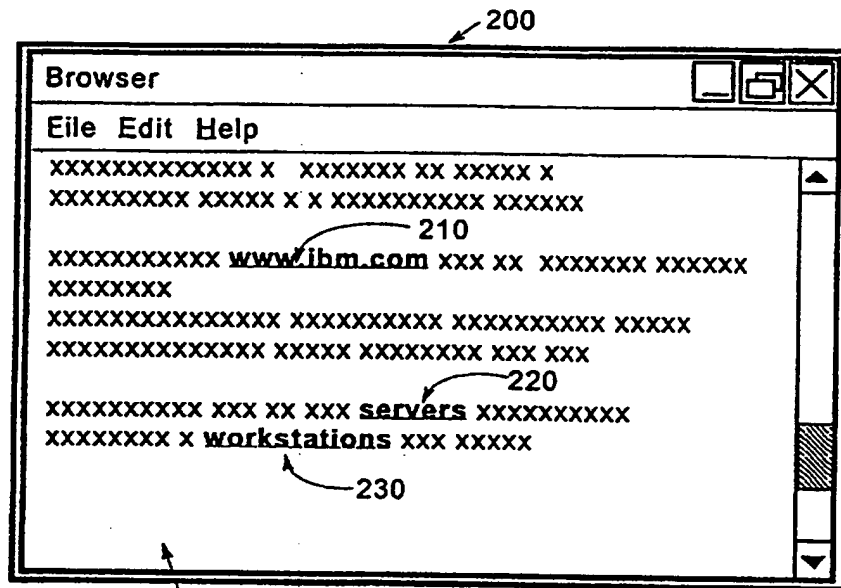 200
Browser
File Edit Help
xxxxxxxxxxxxx x xxxxxxx xx xxxxx x
xxxxxxxxx xxxxx x x xxxxxxxxxx xxxxxx
210
xxxxxxxxxxx www.ibm.com xxx xx xxxxxxx xxxxxx
xxxxxxxx
xxxxxxxxxxxxxxx xxxxxxxxxx xxxxxxxxxx xxxxx
xxxxxxxxxxxxxx xxxxx xxxxxxxx xxx xxx
220
xxxxxxxxxx xxx xx xxx servers xxxxxxxxxx
xxxxxxxx x workstations xxx xxxxx
230